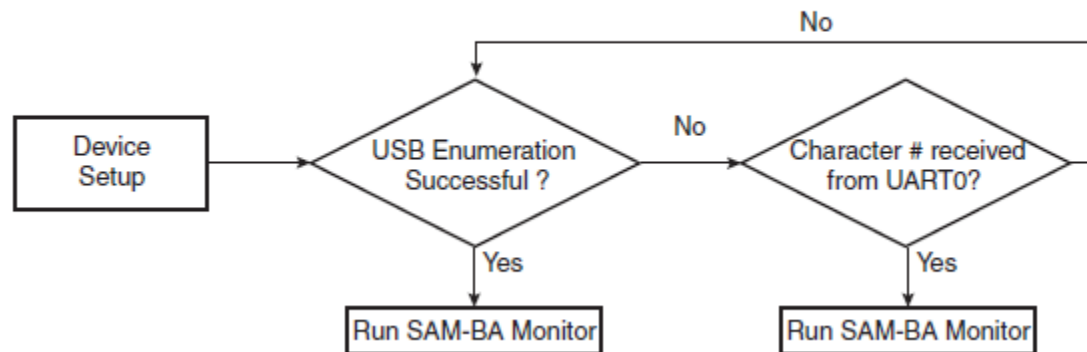 No
Device
Setup
USB Enumeration
Successful ?
No
Character # received
from UART0?
Yes
Yes
Run SAM-BA Monitor
Run SAM-BA Monitor